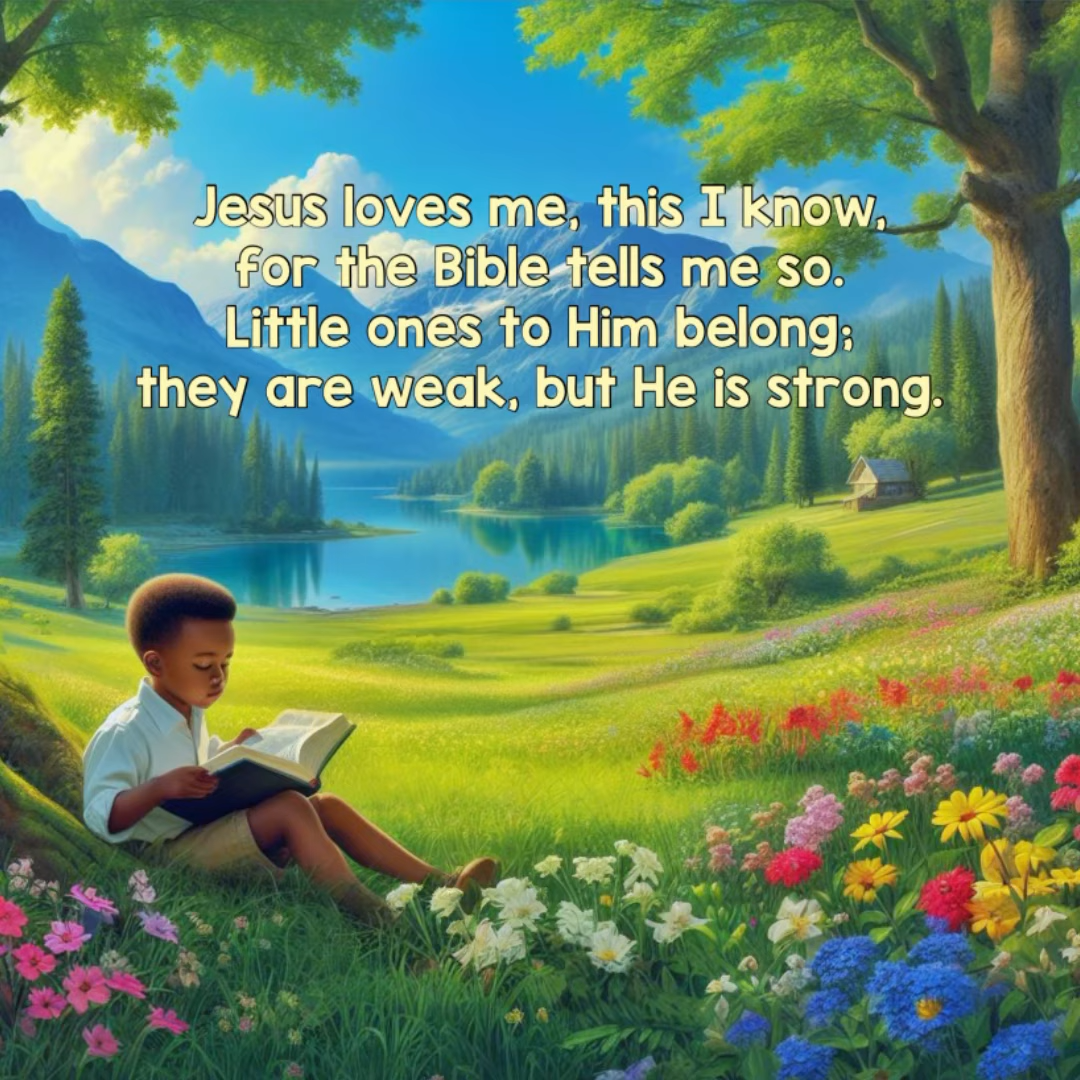 Jesus loves me, this I know,
for the Bible tells me so.
Little ones to Him belong;
they are weak, but He is strong.